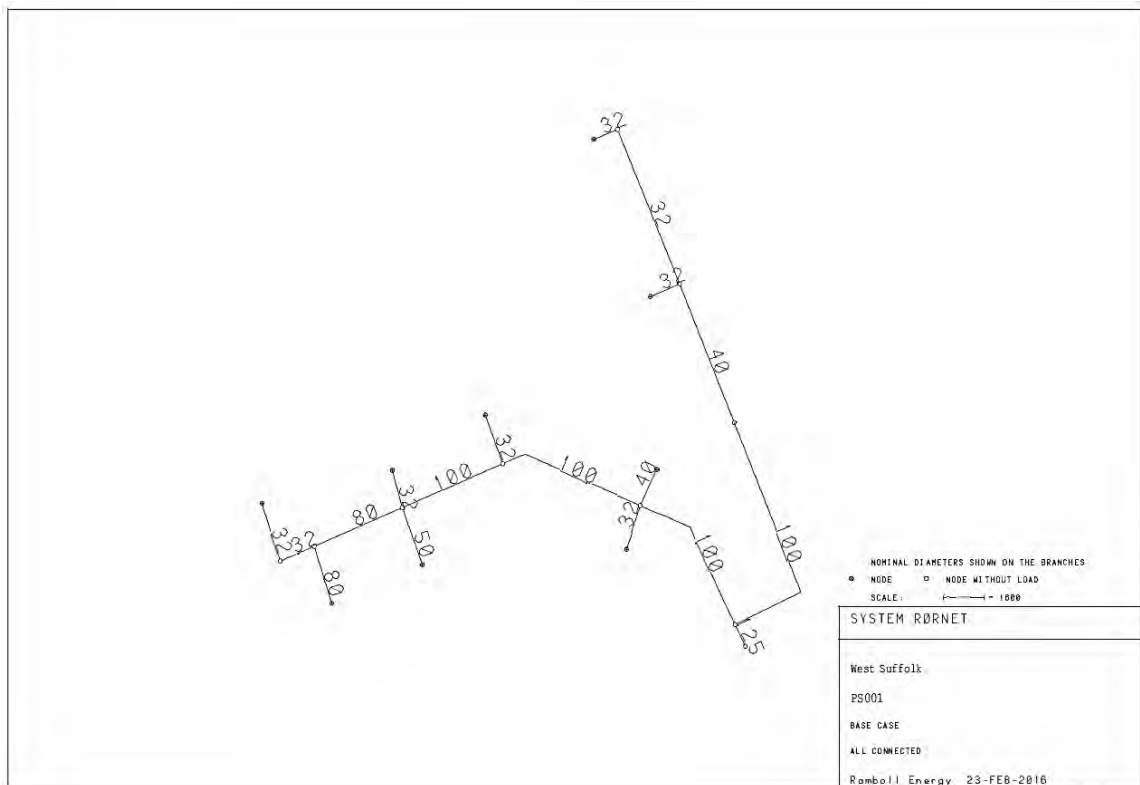 32
32
32
40
32
100
40
100
32
80
32
50
32
32
80
100
100
25
NOMINAL DIAMETERS SHOWN ON THE BRANCHES
NODE NODE WITHOUT LOAD
SCALE: = 1000
SYSTEM RØRNET
West Suffolk
PS001
BASE CASE
ALL CONNECTED
Ramboll Energy 23-FEB-2016